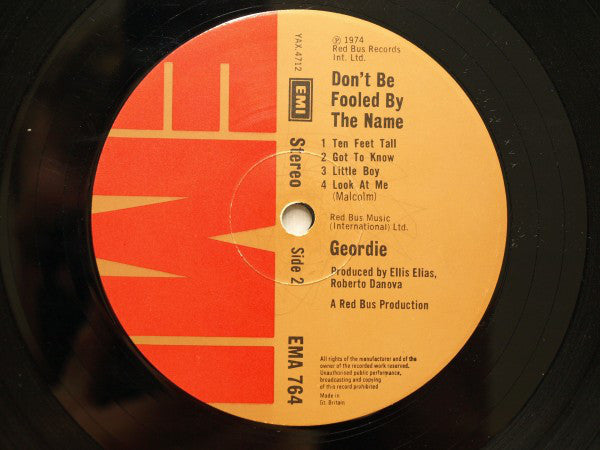 ℗ 1974
Red Bus Records
Int. Ltd.
YAX.4712
EMI
Stereo
Side 2
EMA 764
Don't Be
Fooled By
The Name
1 Ten Feet Tall
2 Got To Know
3 Little Boy
4 Look At Me
(Malcolm)
Red Bus Music
(International) Ltd.
Geordie
Produced by Ellis Elias,
Roberto Danova
A Red Bus Production
All rights of the manufacturer and of the
owner of the recorded work reserved.
Unauthorised public performance,
broadcasting and copying
of this record prohibited
Made in
Gt. Britain
EMI